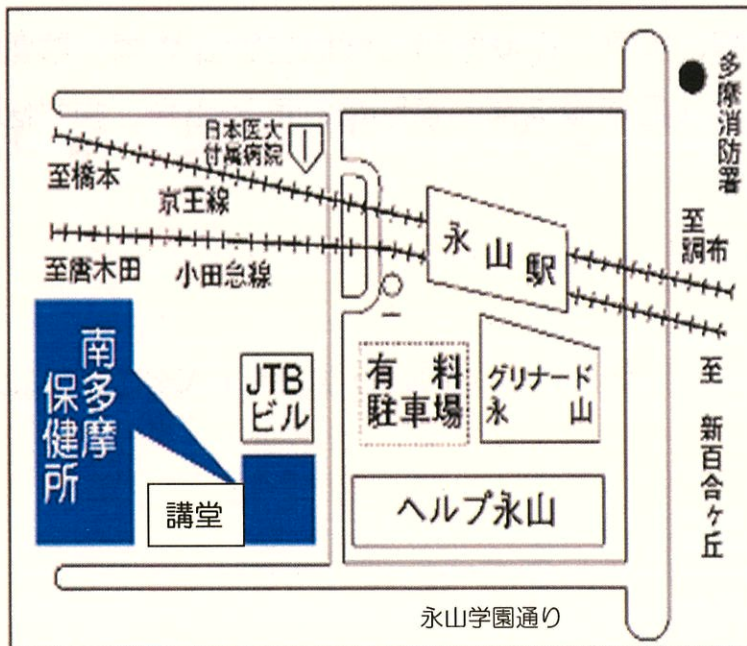 多摩消防署
日本医大
付属病院
至橋本
京王線
至唐木田
小田急線
永山駅
至
調布
至 新百合ヶ丘
南多摩
保健所
JTB
ビル
講堂
有料
駐車場
グリナード
永山
ヘルプ永山
永山学園通り